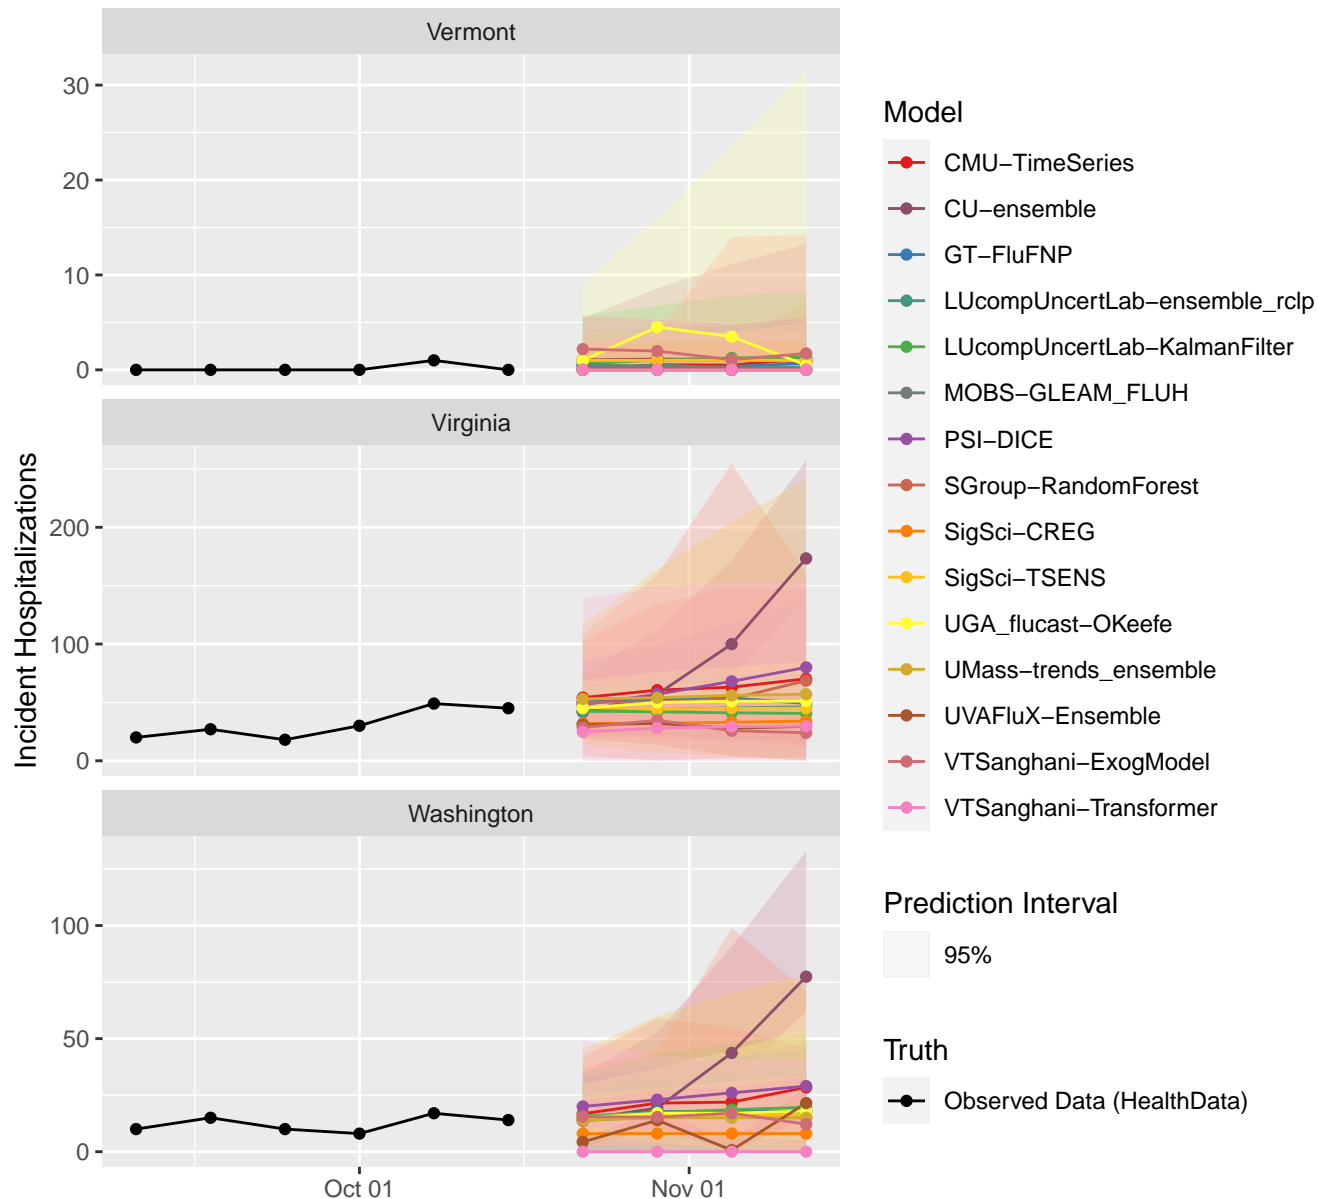 Vermont
30
20
10
0
Virginia
200
100
0
Washington
100
50
0
Oct 01
Nov 01
Incident Hospitalizations
Model
CMU−TimeSeries
CU−ensemble
GT−FluFNP
LUcompUncertLab−ensemble_rclp
LUcompUncertLab−KalmanFilter
MOBS−GLEAM_FLUH
PSI−DICE
SGroup−RandomForest
SigSci−CREG
SigSci−TSENS
UGA_flucast−OKeefe
UMass−trends_ensemble
UVAFluX−Ensemble
VTSanghani−ExogModel
VTSanghani−Transformer
Prediction Interval
95%
Truth
Observed Data (HealthData)